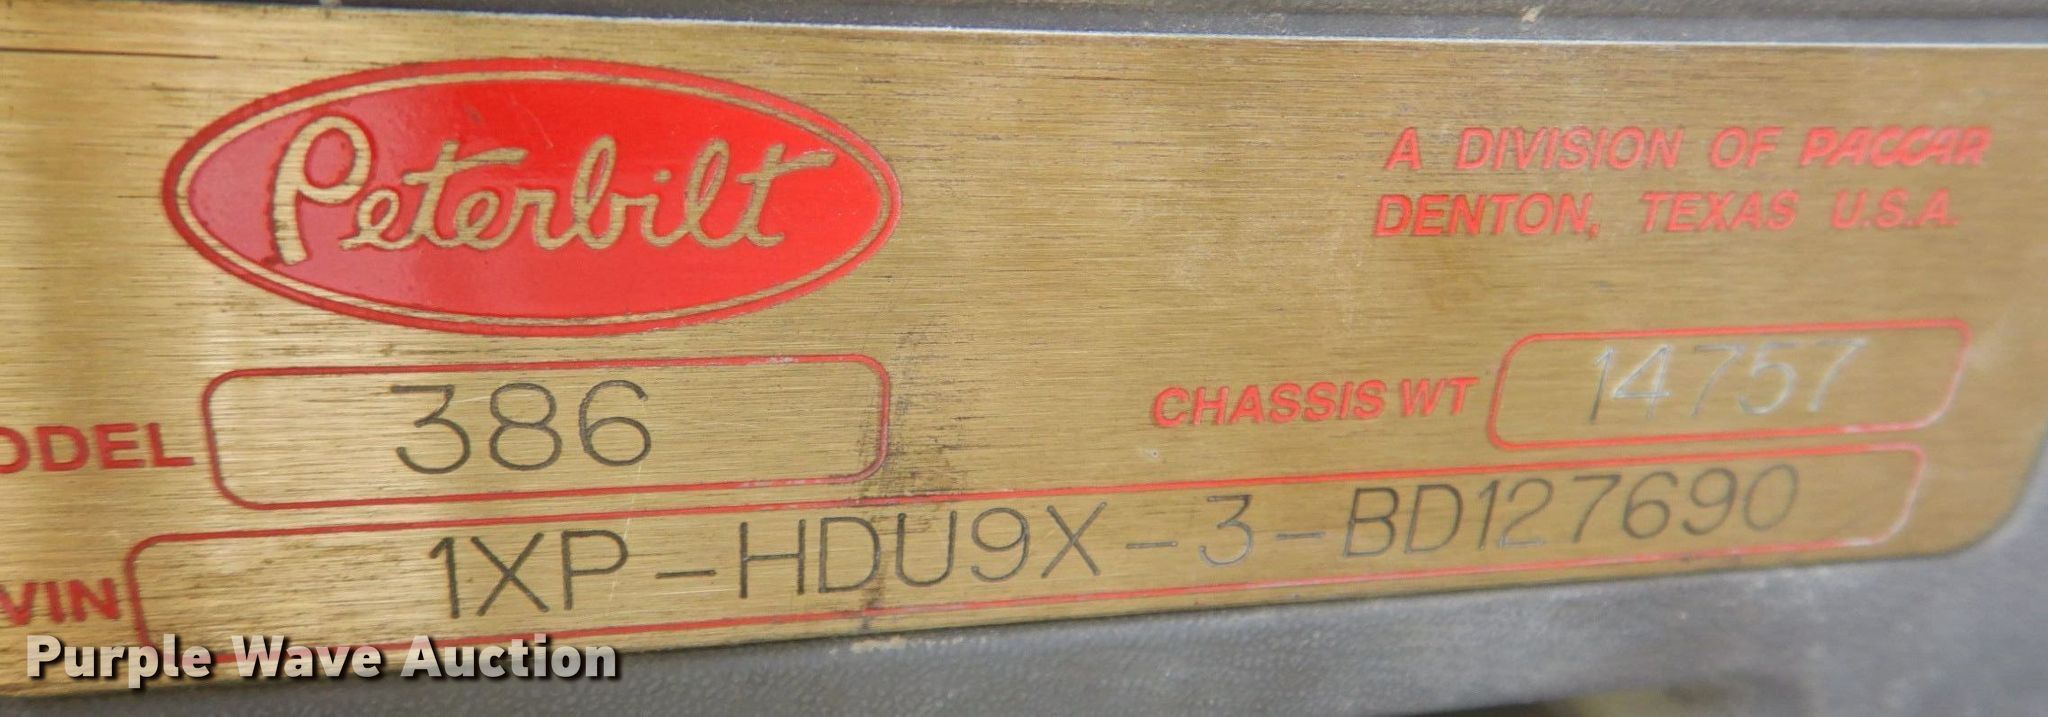 Peterbilt
A DIVISION OF PACCAR
DENTON, TEXAS U.S.A.
ODEL 386
CHASSIS WT 14757
VIN 1XP-HDU9X-3-BD127690
Purple Wave Auction